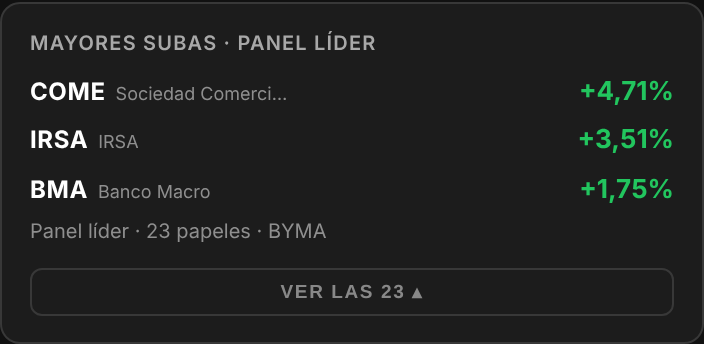 MAYORES SUBAS · PANEL LÍDER
COME Sociedad Comerci... +4,71%
IRSA IRSA +3,51%
BMA Banco Macro +1,75%
Panel líder · 23 papeles · BYMA
VER LAS 23 ▲